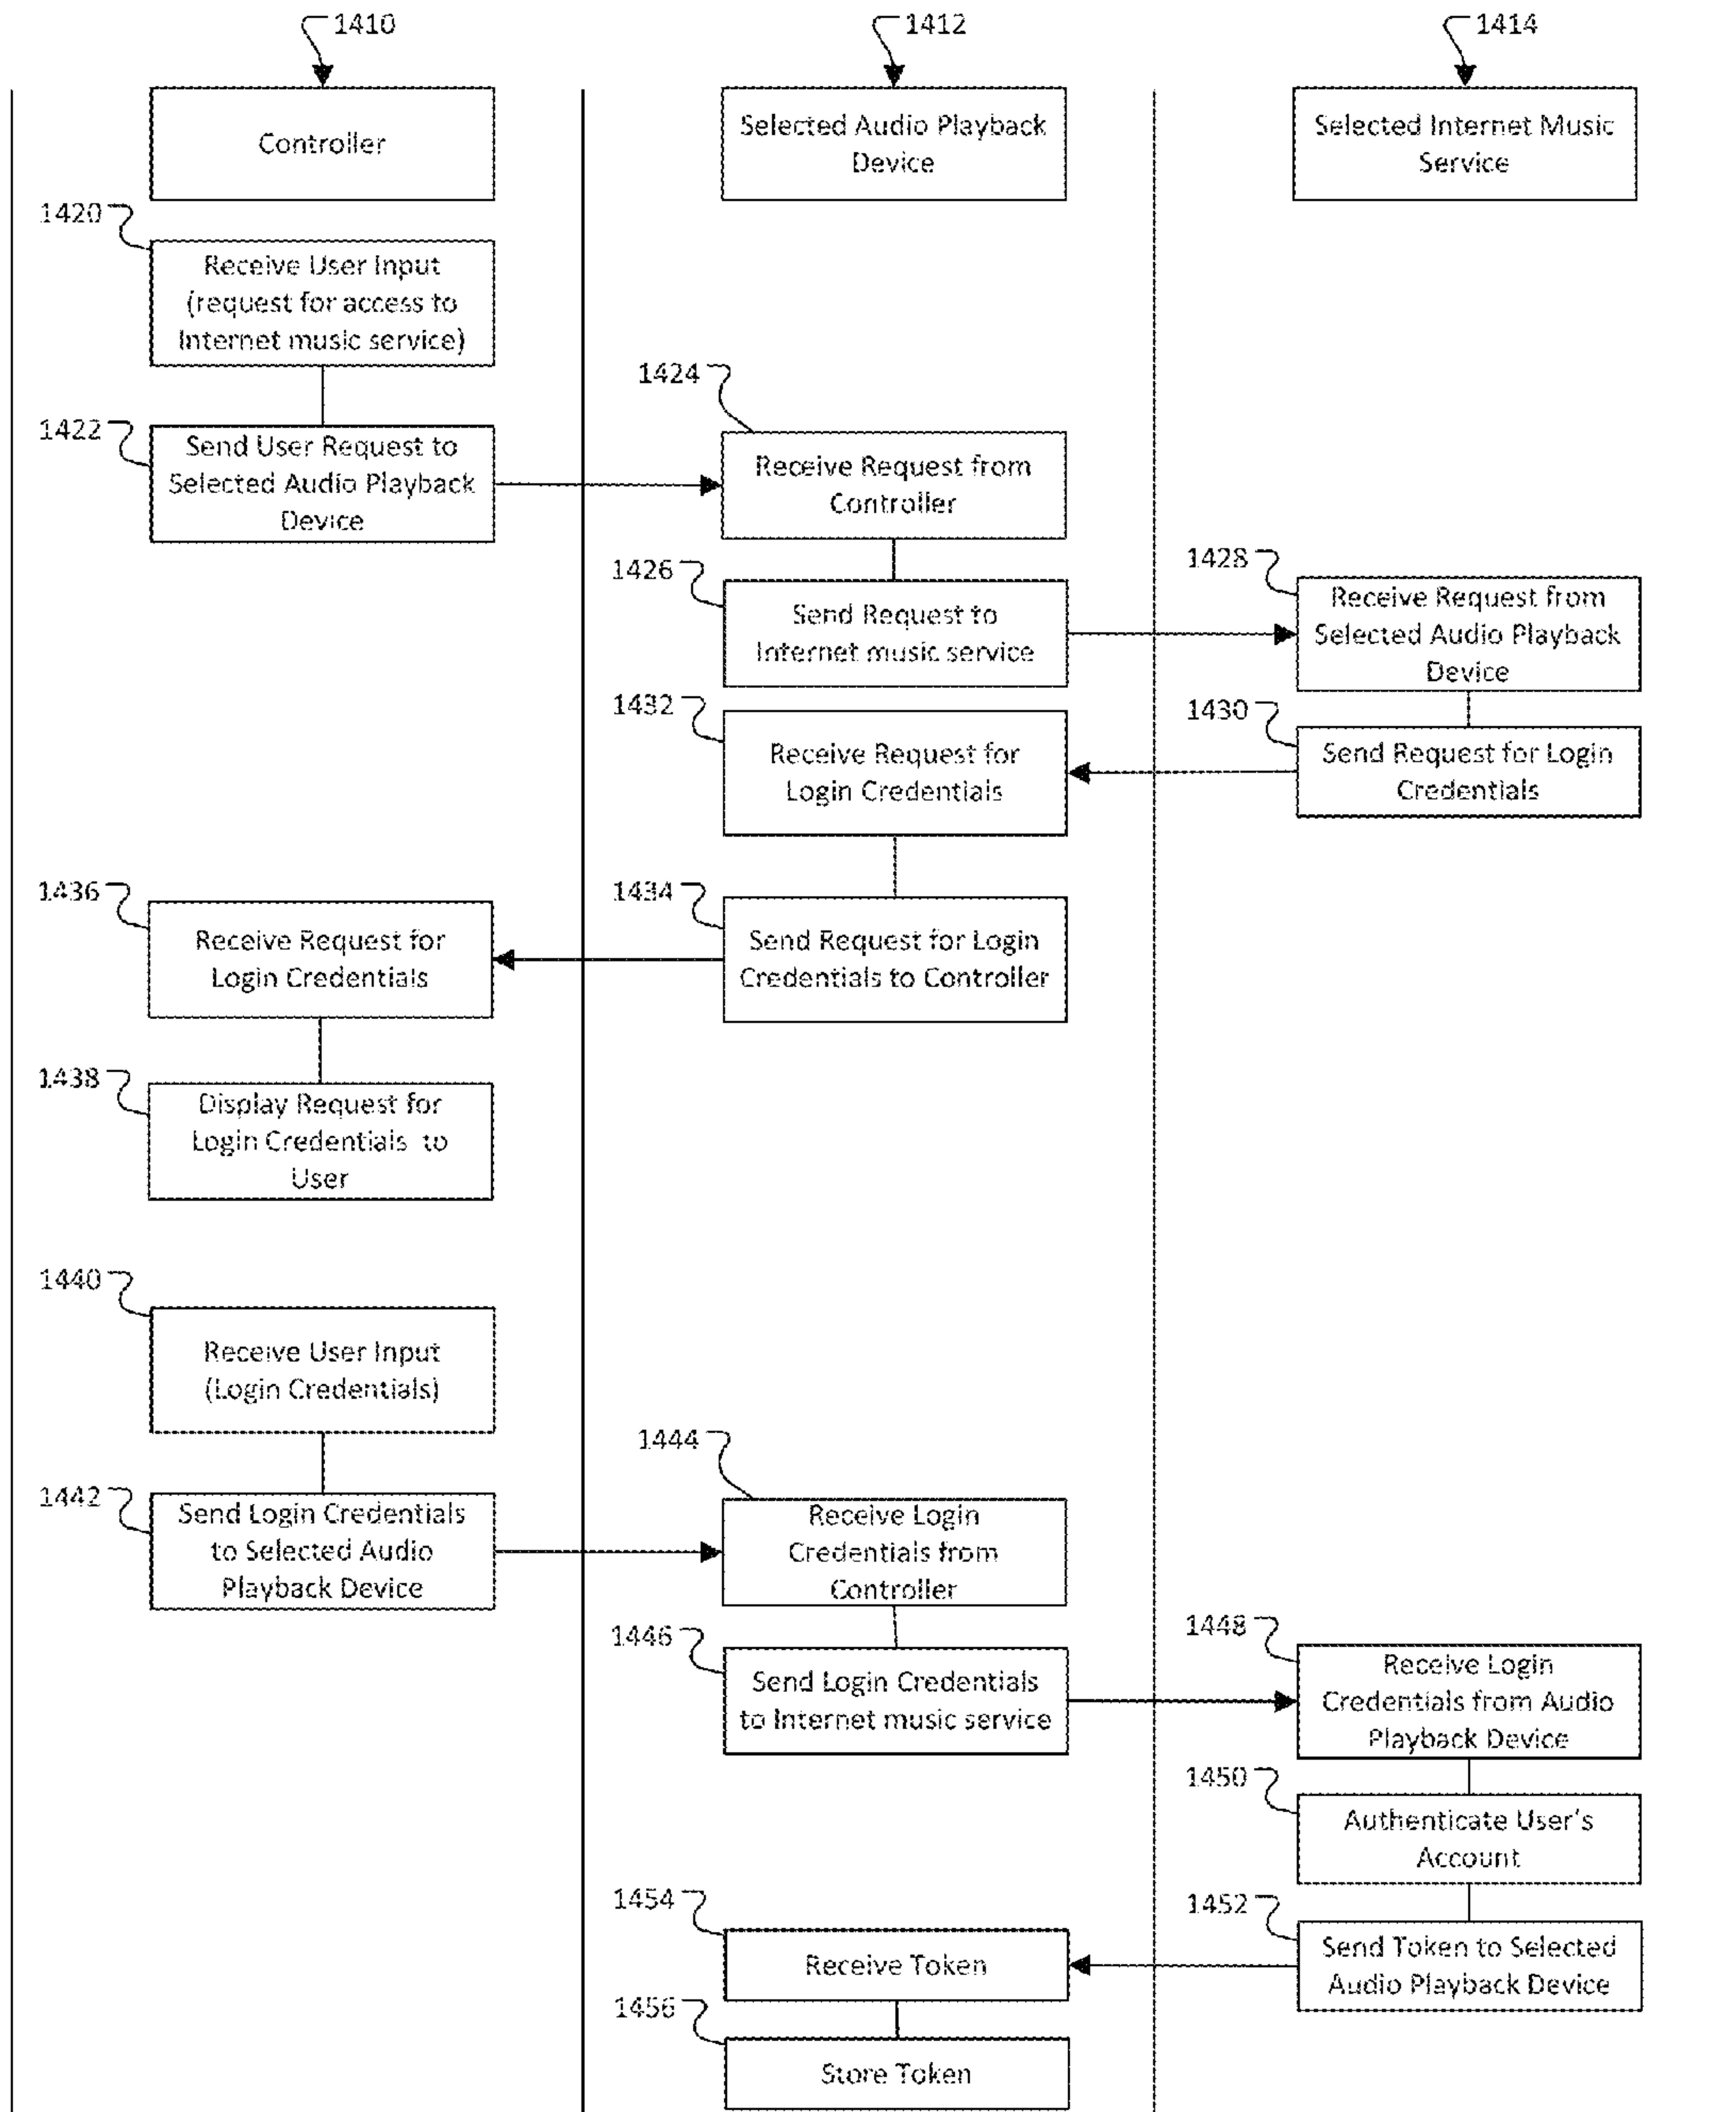 1410
1412
1414
Controller
Selected Audio Playback
Device
Selected Internet Music
Service
1420
Receive User Input
(request for access to
Internet music service)
1422
Send User Request to
Selected Audio Playback
Device
1424
Receive Request from
Controller
1426
Send Request to
Internet music service
1428
Receive Request from
Selected Audio Playback
Device
1430
Send Request for Login
Credentials
1432
Receive Request for
Login Credentials
1434
Send Request for Login
Credentials to Controller
1436
Receive Request for
Login Credentials
1438
Display Request for
Login Credentials to
User
1440
Receive User Input
(Login Credentials)
1442
Send Login Credentials
to Selected Audio
Playback Device
1444
Receive Login
Credentials from
Controller
1446
Send Login Credentials
to Internet music service
1448
Receive Login
Credentials from Audio
Playback Device
1450
Authenticate User's
Account
1452
Send Token to Selected
Audio Playback Device
1454
Receive Token
1456
Store Token